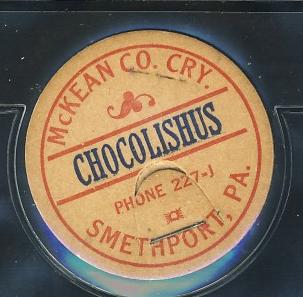 McKEAN CO. CRY.
CHOCOLISHUS
PHONE 227-J
SMETHPORT, PA.